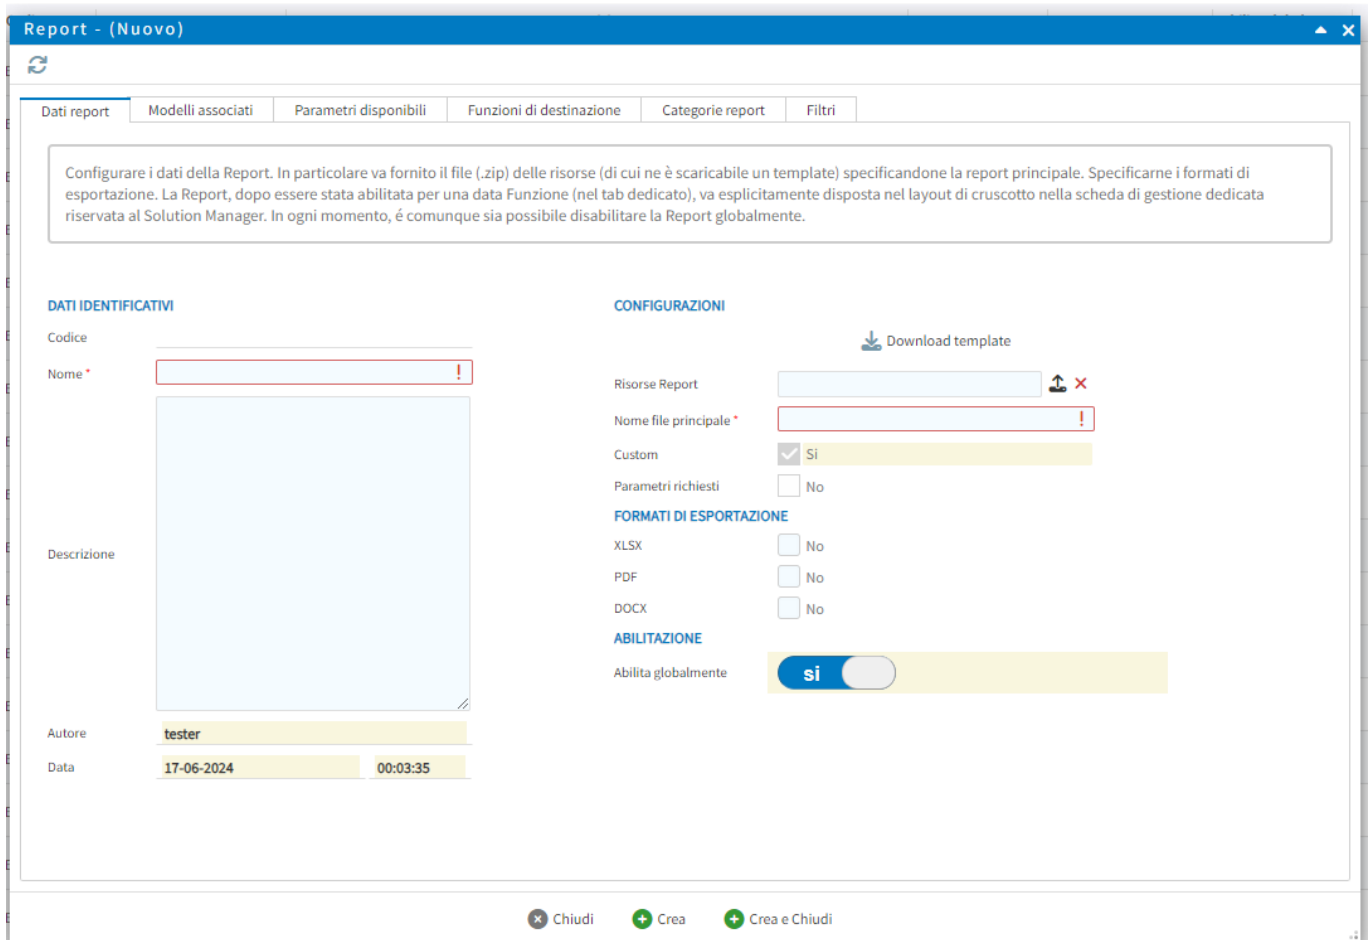 Report - (Nuovo)
Dati report
Modelli associati
Parametri disponibili
Funzioni di destinazione
Categorie report
Filtri
Configurare i dati della Report. In particolare va fornito il file (.zip) delle risorse (di cui ne è scaricabile un template) specificandone la report principale. Specificarne i formati di
esportazione. La Report, dopo essere stata abilitata per una data Funzione (nel tab dedicato), va esplicitamente disposta nel layout di cruscotto nella scheda di gestione dedicata
riservata al Solution Manager. In ogni momento, é comunque sia possibile disabilitare la Report globalmente.
DATI IDENTIFICATIVI
Codice
Nome *
!
Descrizione
Autore
tester
Data
17-06-2024
00:03:35
CONFIGURAZIONI
Download template
Risorse Report
Nome file principale *
!
Custom
Si
Parametri richiesti
No
FORMATI DI ESPORTAZIONE
XLSX
No
PDF
No
DOCX
No
ABILITAZIONE
Abilita globalmente
si
Chiudi
Crea
Crea e Chiudi